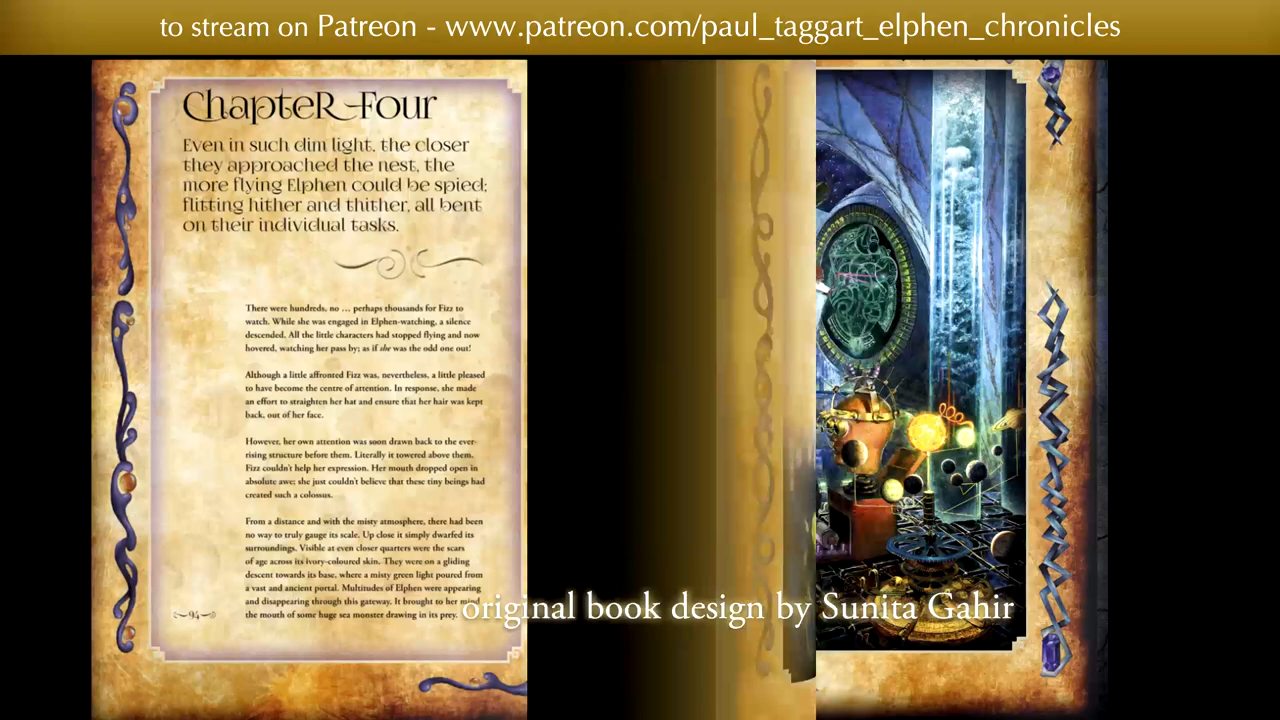 to stream on Patreon - www.patreon.com/paul_taggart_elphen_chronicles
Chapter Four
Even in such dim light, the closer
they approached the nest, the
more flying Elphen could be spied;
flitting hither and thither, all bent
on their individual tasks.
There were hundreds, no ... perhaps thousands for Fizz to
watch. While she was engaged in Elphen-watching, a silence
descended. All the little characters had stopped flying and now
hovered, watching her pass by; as if she was the odd one out!
Although a little affronted Fizz was, nevertheless, a little pleased
to have become the centre of attention. In response, she made
an effort to straighten her hat and ensure that her hair was kept
back, out of her face.
However, her own attention was soon drawn back to the ever-
rising structure before them. Literally it towered above them.
Fizz couldn't help her expression. Her mouth dropped open in
absolute awe; she just couldn't believe that these tiny beings had
created such a colossus.
From a distance and with the misty atmosphere, there had been
no way to truly gauge its scale. Up close it simply dwarfed its
surroundings. Visible at even closer quarters were the scars
of age across its ivory-coloured skin. They were on a gliding
descent towards its base, where a misty green light poured from
a vast and ancient portal. Multitudes of Elphen were appearing
and disappearing through this gateway. It brought to her mind
the mouth of some huge sea monster drawing in its prey.
94
original book design by Sunita Gahir